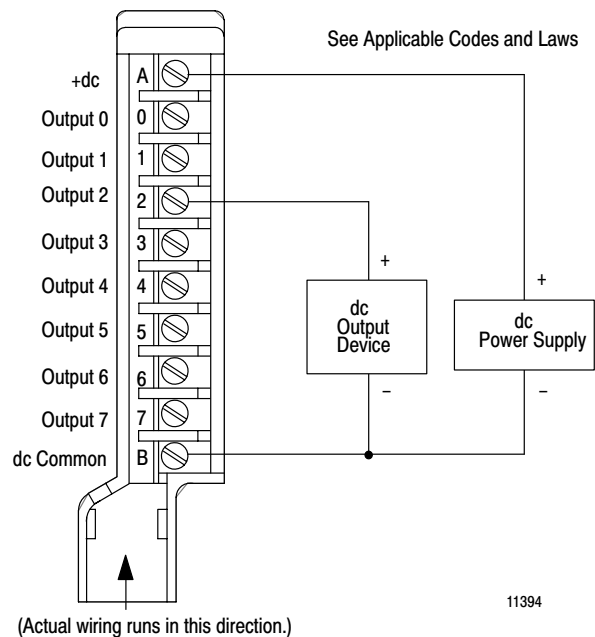 See Applicable Codes and Laws
+dc A
Output 0 0
Output 1 1
Output 2 2
Output 3 3
Output 4 4
Output 5 5
Output 6 6
Output 7 7
dc Common B
+
dc
Output
Device
−
+
dc
Power Supply
−
11394
(Actual wiring runs in this direction.)